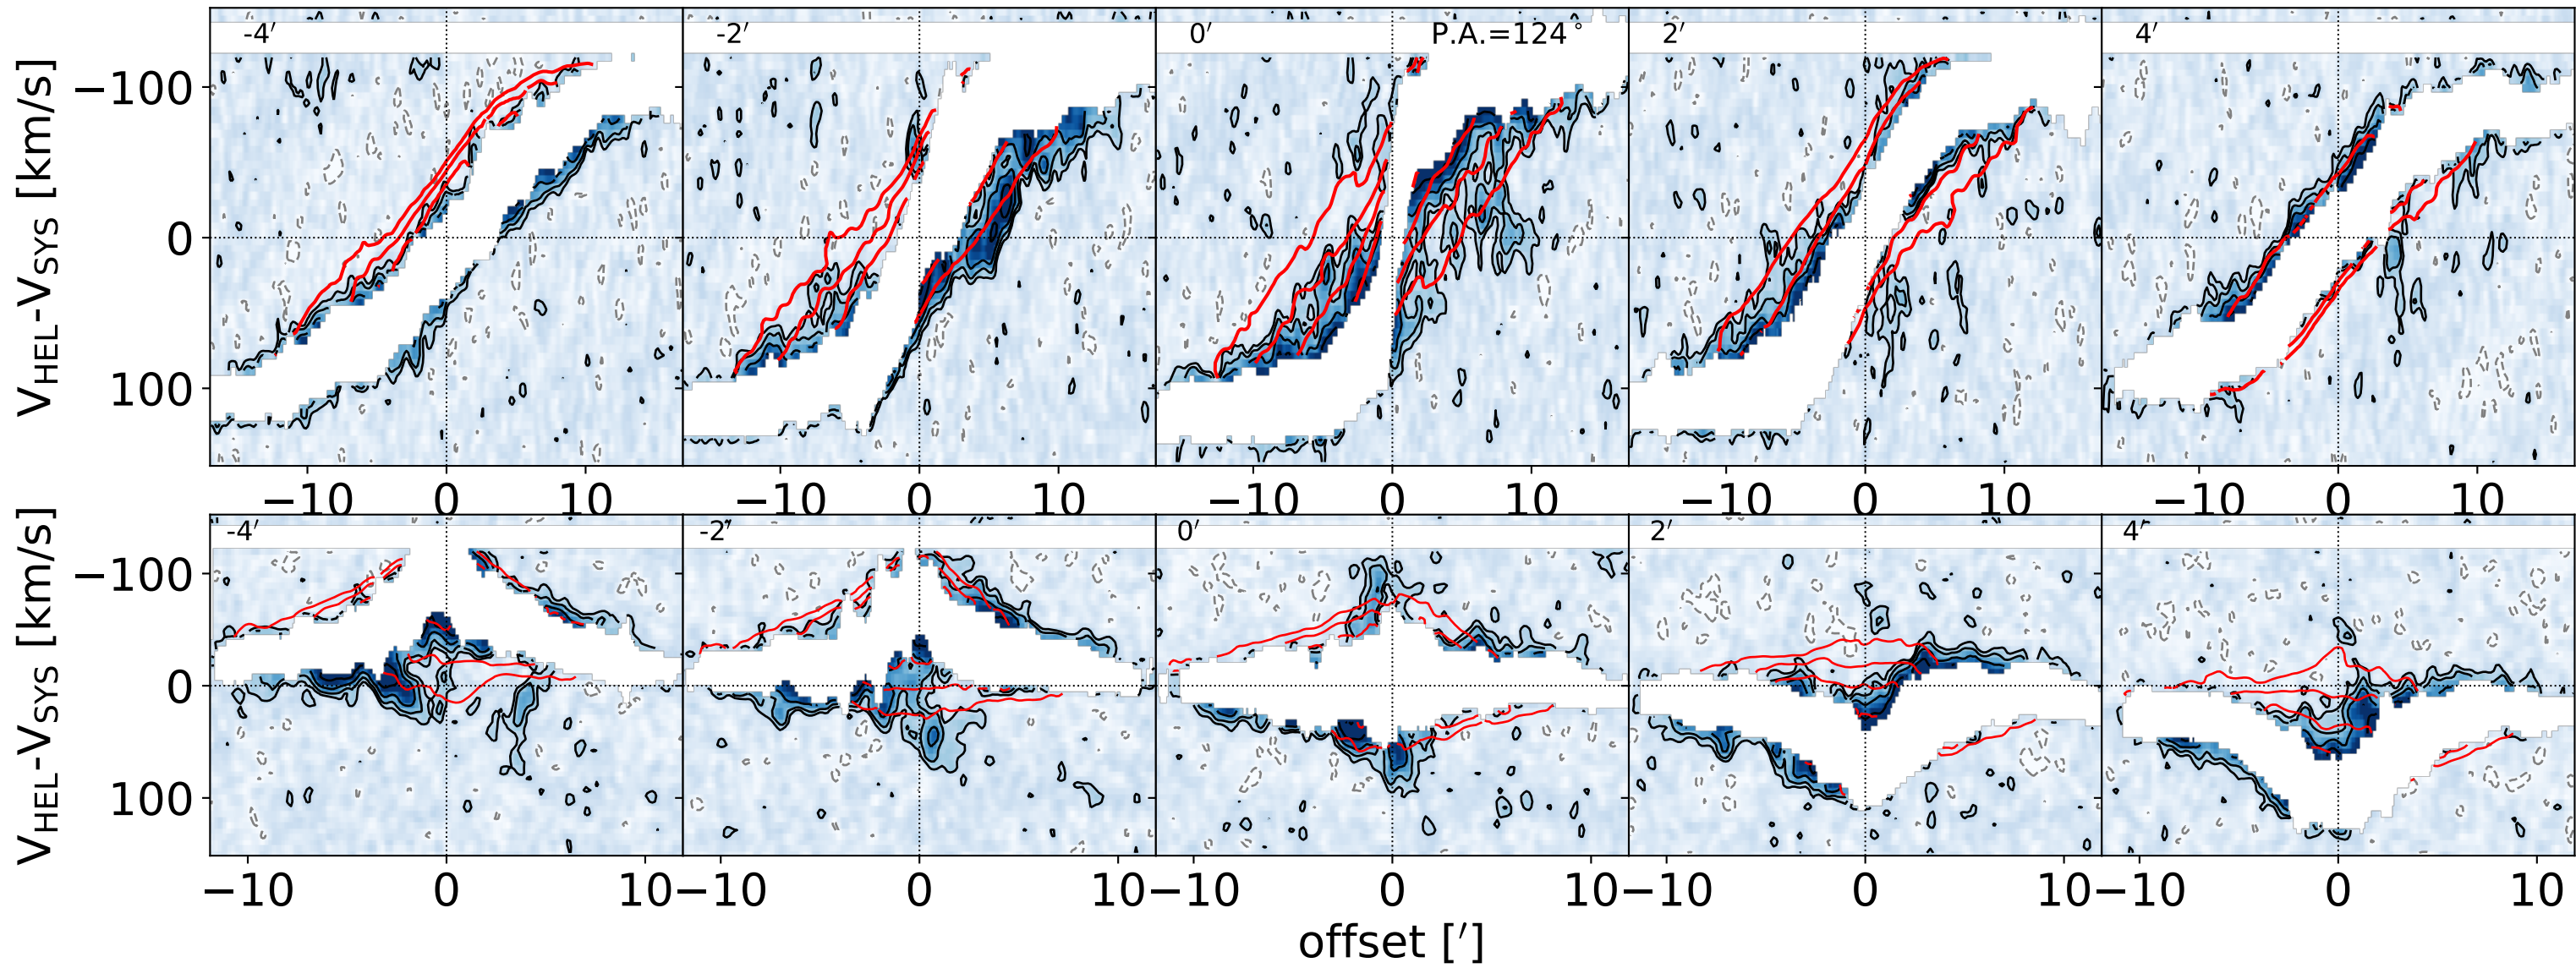 -4′ -2′ 0′ P.A.=124° 2′ 4′
V_HEL-V_SYS [km/s]
−100
0
100
−10 0 10 −10 0 10 −10 0 10 −10 0 10 −10 0 10
-4′ -2′ 0′ 2′ 4′
V_HEL-V_SYS [km/s]
−100
0
100
−10 0 10 −10 0 10 −10 0 10 −10 0 10 −10 0 10
offset [′]